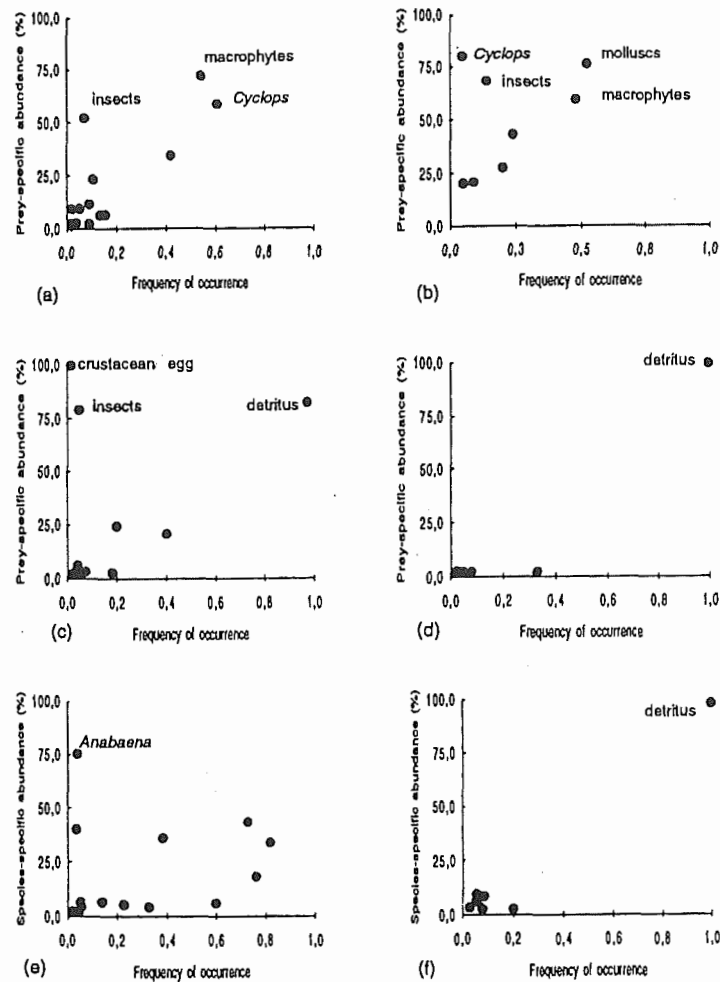 Prey-specific abundance (%)
100,0
75,0
50,0
25,0
0,0
macrophytes
insects
Cyclops
0,0 0,2 0,4 0,6 0,8 1,0
Frequency of occurrence
(a)
Prey-specific abundance (%)
100,0
75,0
50,0
25,0
0,0
Cyclops
molluscs
insects
macrophytes
0,0 0,3 0,5 0,8 1,0
Frequency of occurrence
(b)
Prey-specific abundance (%)
100,0
75,0
50,0
25,0
0,0
crustacean egg
insects
detritus
0,0 0,2 0,4 0,6 0,8 1,0
Frequency of occurrence
(c)
Prey-specific abundance (%)
100,0
75,0
50,0
25,0
0,0
detritus
0,0 0,2 0,4 0,6 0,8 1,0
Frequency of occurrence
(d)
Species-specific abundance (%)
100,0
75,0
50,0
25,0
0,0
Anabaena
0,0 0,2 0,4 0,6 0,8 1,0
Frequency of occurrence
(e)
Species-specific abundance (%)
100,0
75,0
50,0
25,0
0,0
detritus
0,0 0,2 0,4 0,6 0,8 1,0
Frequency of occurrence
(f)